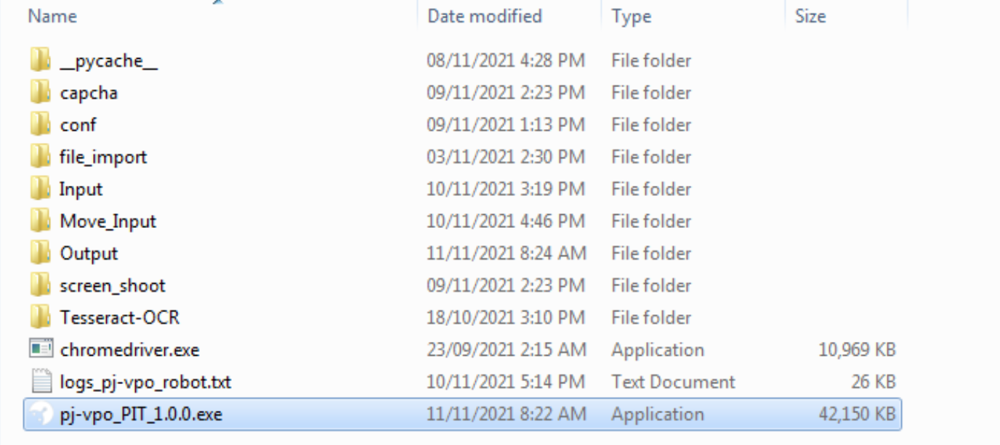 Name Date modified Type Size
__pycache__ 08/11/2021 4:28 PM File folder
capcha 09/11/2021 2:23 PM File folder
conf 09/11/2021 1:13 PM File folder
file_import 03/11/2021 2:30 PM File folder
Input 10/11/2021 3:19 PM File folder
Move_Input 10/11/2021 4:46 PM File folder
Output 11/11/2021 8:24 AM File folder
screen_shoot 09/11/2021 2:23 PM File folder
Tesseract-OCR 18/10/2021 3:10 PM File folder
chromedriver.exe 23/09/2021 2:15 AM Application 10,969 KB
logs_pj-vpo_robot.txt 10/11/2021 5:14 PM Text Document 26 KB
pj-vpo_PIT_1.0.0.exe 11/11/2021 8:22 AM Application 42,150 KB